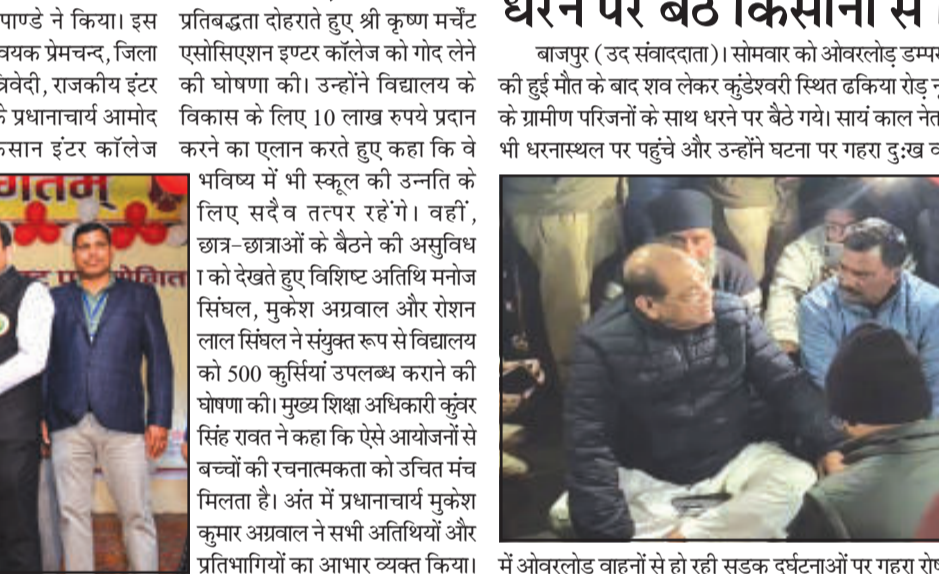 पाण्डे ने किया। इस
प्रेमचन्द, जिला
राजकीय इंटर
प्रधानाचार्य आमोद
इंटर कॉलेज
प्रतिबद्धता दोहराते हुए श्री कृष्ण मर्चेंट
एसोसिएशन इण्टर कॉलेज को गोद लेने
की घोषणा की। उन्होंने विद्यालय के
विकास के लिए 10 लाख रुपये प्रदान
करने का एलान करते हुए कहा कि वे
भविष्य में भी स्कूल की उन्नति के
लिए सदैव तत्पर रहेंगे। वहीं,
छात्र-छात्राओं के बैठने की असुविध
ा को देखते हुए विशिष्ट अतिथि मनोज
सिंघल, मुकेश अग्रवाल और रोशन
लाल सिंघल ने संयुक्त रूप से विद्यालय
को 500 कुर्सियां उपलब्ध कराने की
घोषणा की। मुख्य शिक्षा अधिकारी कुंवर
सिंह रावत ने कहा कि ऐसे आयोजनों से
बच्चों की रचनात्मकता को उचित मंच
मिलता है। अंत में प्रधानाचार्य मुकेश
कुमार अग्रवाल ने सभी अतिथियों और
प्रतिभागियों का आभार व्यक्त किया।
धरने पर बैठे किसानों से
बाजपुर (उद संवाददाता)। सोमवार को ओवरलोड़
की हुई मौत के बाद शव लेकर कुंडेश्वरी स्थित ढकिया रोड़
के ग्रामीण परिजनों के साथ धरने पर बैठे गये। सायं काल
भी धरनास्थल पर पहुंचे और उन्होंने घटना पर गहरा दुःख
में ओवरलोड वाहनों से हो रही सड़क दुर्घटनाओं पर गहरा